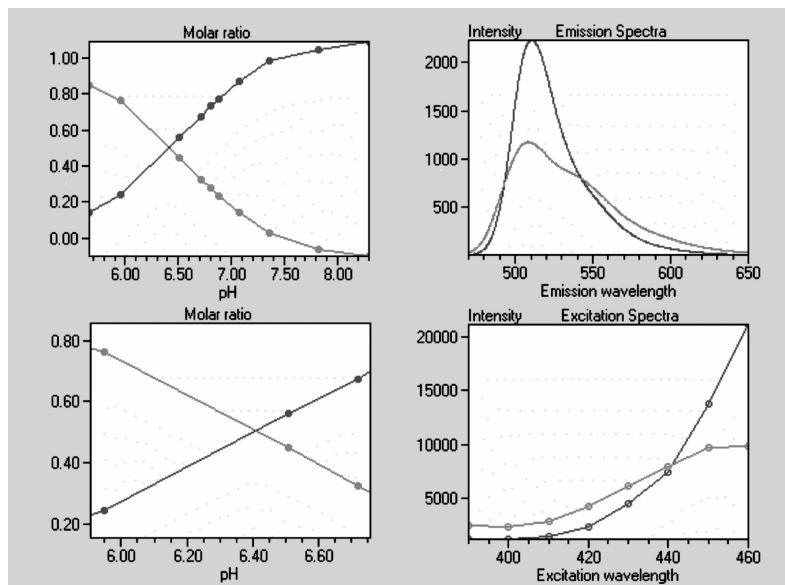 Molar ratio
1.00
0.80
0.60
0.40
0.20
0.00
6.00 6.50 7.00 7.50 8.00
pH
Intensity Emission Spectra
2000
1500
1000
500
500 550 600 650
Emission wavelength
Molar ratio
0.80
0.60
0.40
0.20
6.00 6.20 6.40 6.60
pH
Intensity Excitation Spectra
20000
15000
10000
5000
400 420 440 460
Excitation wavelength